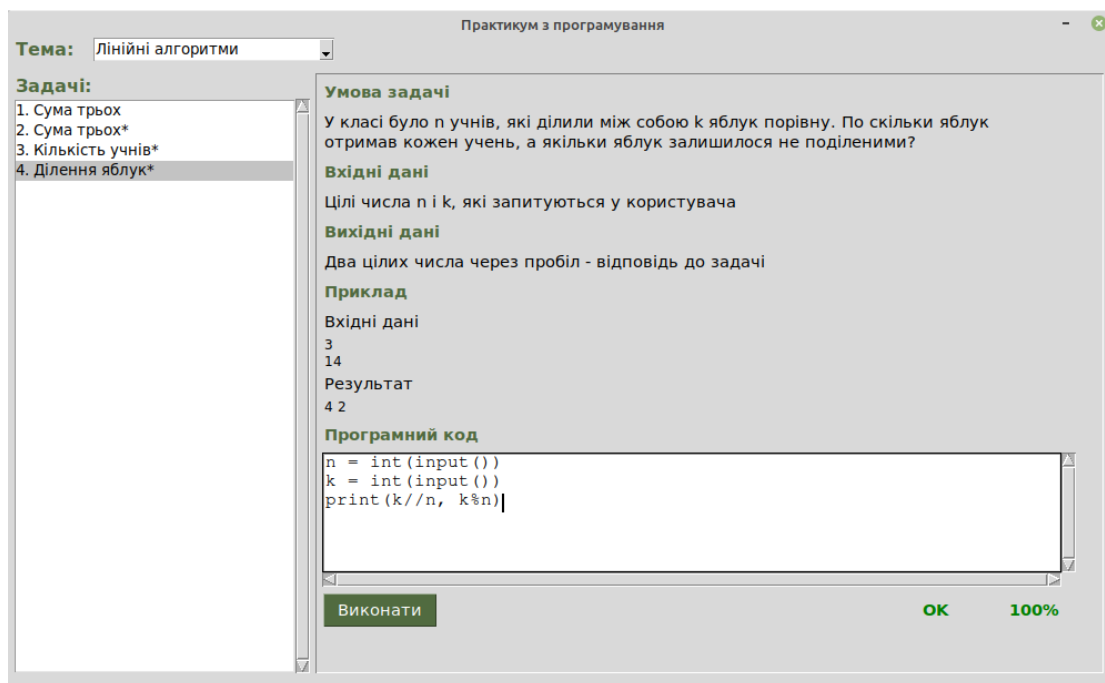 Практикум з програмування
Тема: Лінійні алгоритми
Задачі:
1. Сума трьох
2. Сума трьох*
3. Кількість учнів*
4. Ділення яблук*
Умова задачі
У класі було n учнів, які ділили між собою k яблук порівну. По скільки яблук
отримав кожен учень, а якільки яблук залишилося не поділеними?
Вхідні дані
Цілі числа n і k, які запитуються у користувача
Вихідні дані
Два цілих числа через пробіл - відповідь до задачі
Приклад
Вхідні дані
3
14
Результат
4 2
Програмний код
n = int(input())
k = int(input())
print(k//n, k%n)
Виконати
OK 100%